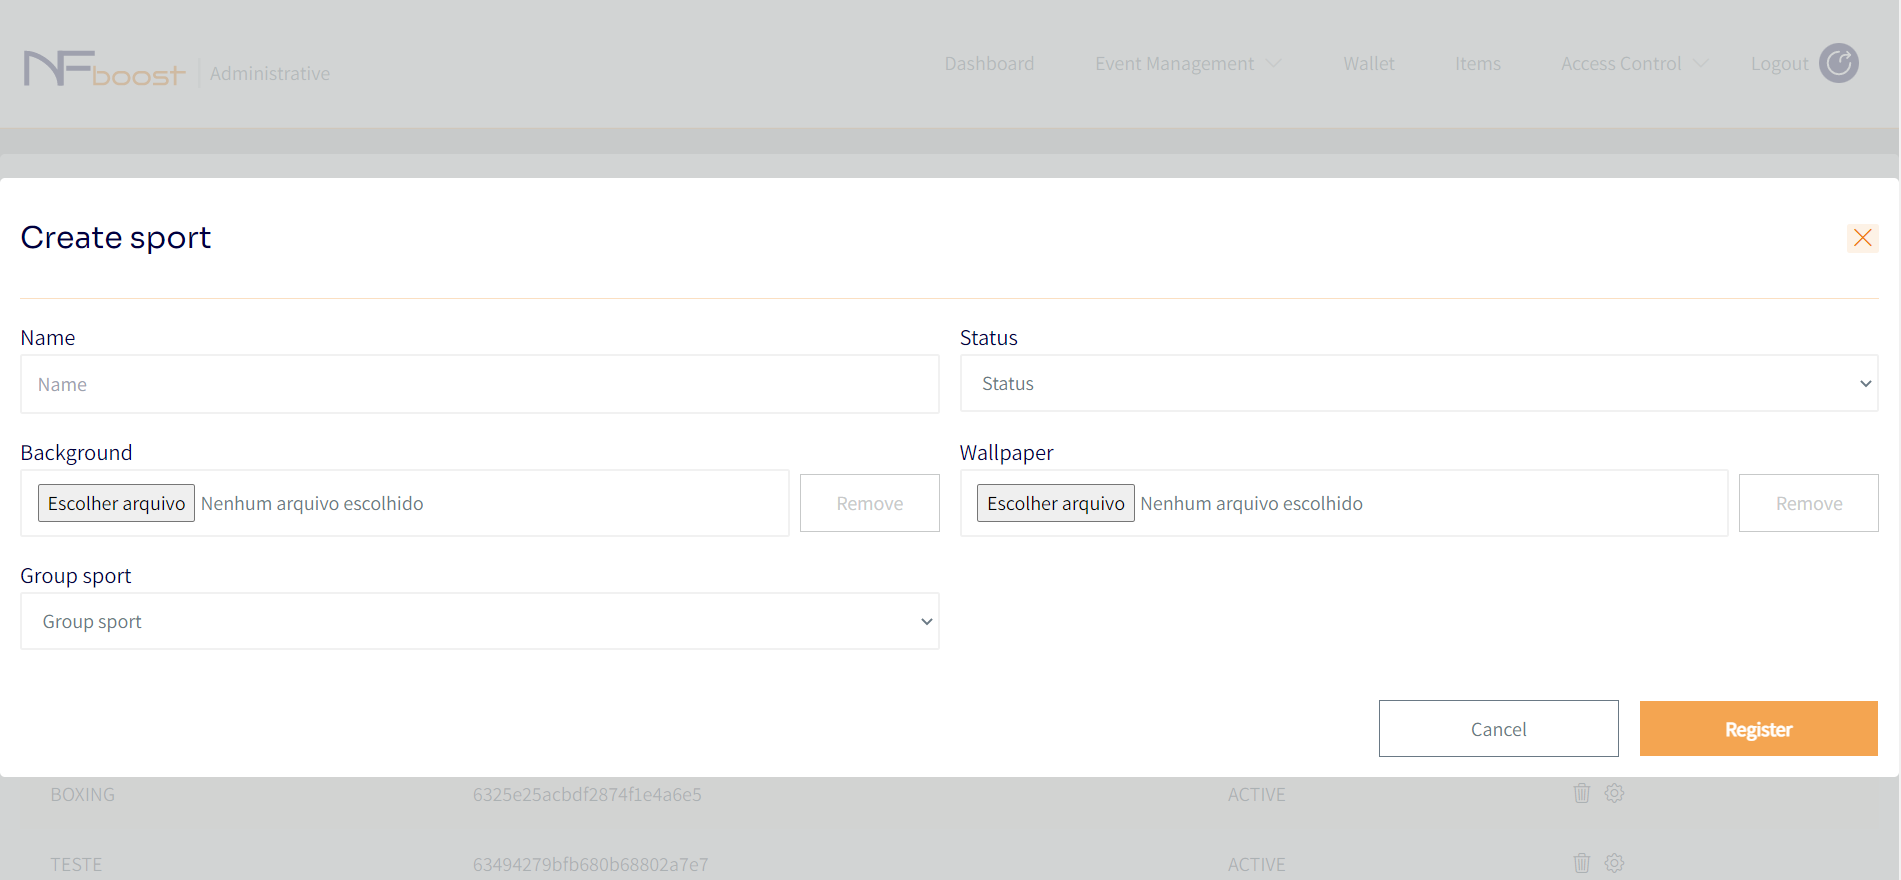 NFboost Administrative
Dashboard Event Management Wallet Items Access Control Logout
Create sport
Name Status
Name Status
Background Wallpaper
Escolher arquivo Nenhum arquivo escolhido Remove Escolher arquivo Nenhum arquivo escolhido Remove
Group sport
Group sport
Cancel Register
BOXING 6325e25acbdf2874f1e4a6e5 ACTIVE
TESTE 63494279bfb680b68802a7e7 ACTIVE